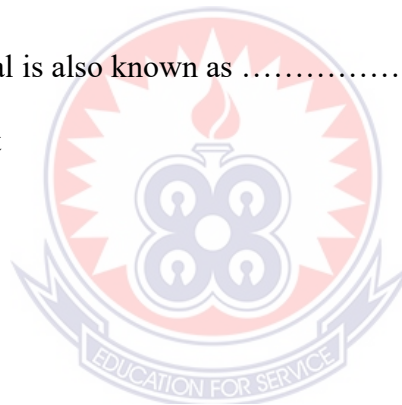 al is also known as ……………
EDUCATION FOR SERVICE